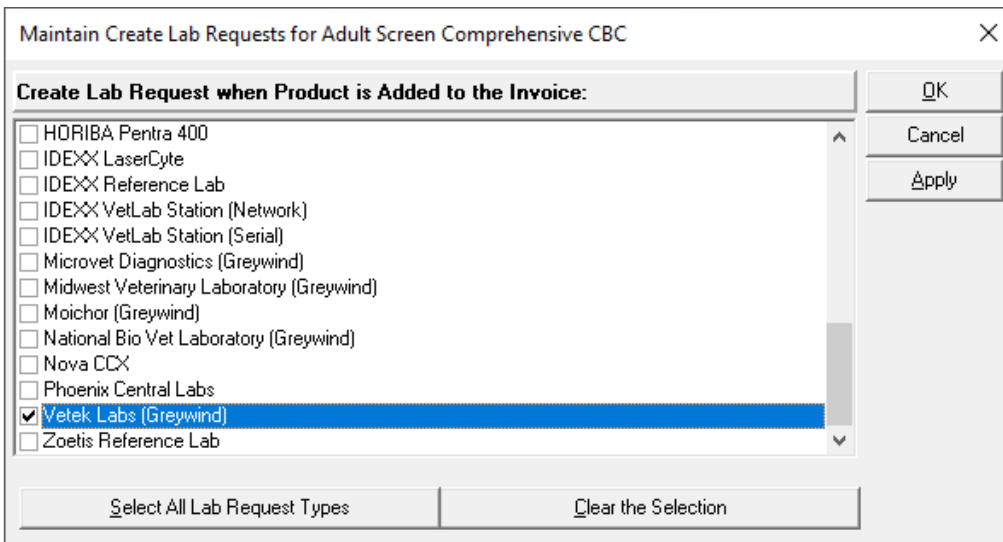 Maintain Create Lab Requests for Adult Screen Comprehensive CBC
Create Lab Request when Product is Added to the Invoice:
OK
Cancel
Apply
HORIBA Pentra 400
IDEXX LaserCyte
IDEXX Reference Lab
IDEXX VetLab Station (Network)
IDEXX VetLab Station (Serial)
Microvet Diagnostics (Greywind)
Midwest Veterinary Laboratory (Greywind)
Moichor (Greywind)
National Bio Vet Laboratory (Greywind)
Nova CCX
Phoenix Central Labs
Vetek Labs (Greywind)
Zoetis Reference Lab
Select All Lab Request Types
Clear the Selection